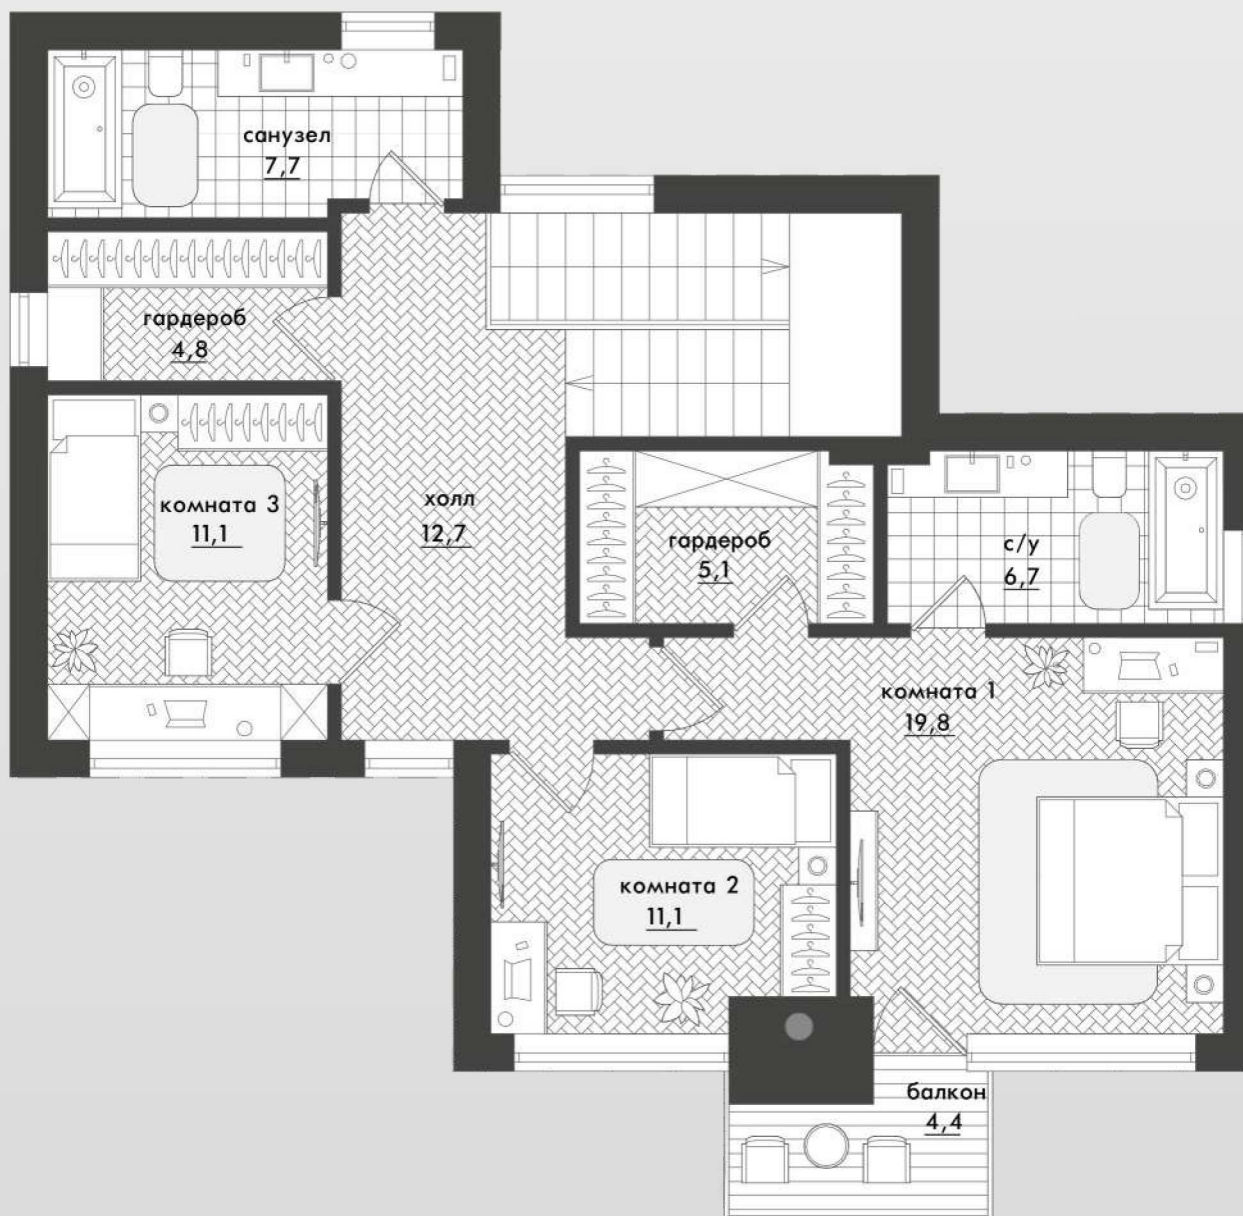 санузел
7,7
гардероб
4,8
комната 3
11,1
холл
12,7
гардероб
5,1
с/у
6,7
комната 1
19,8
комната 2
11,1
балкон
4,4